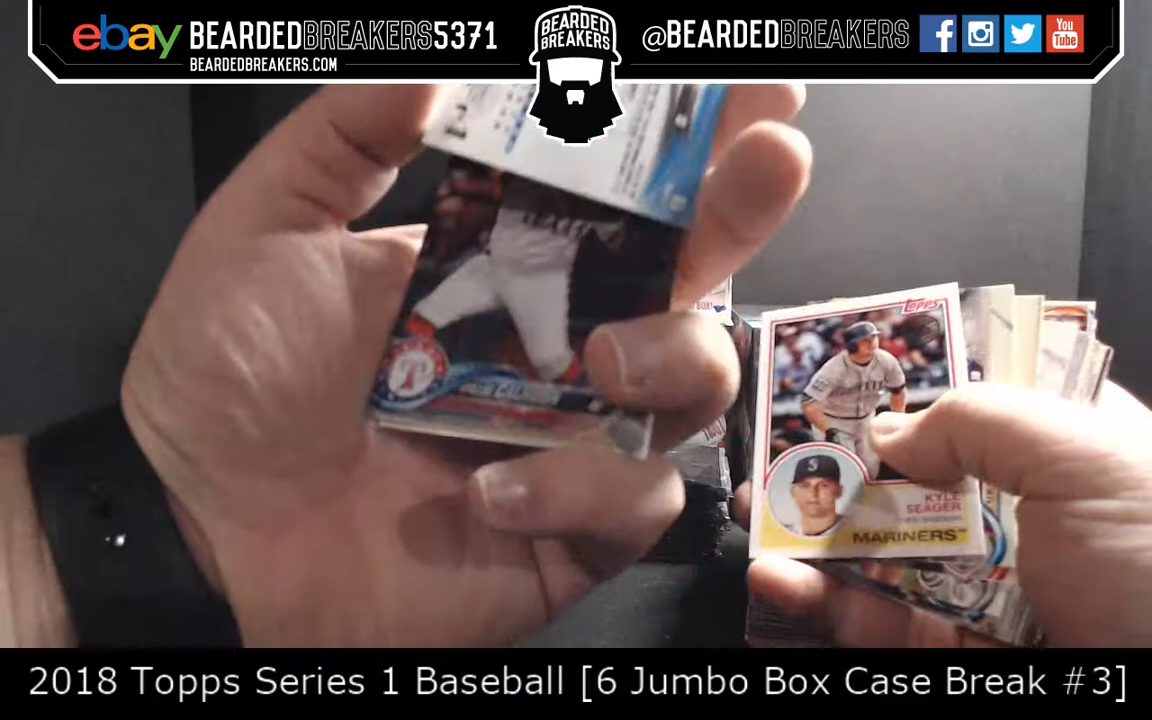 ebay BEARDEDBREAKERS5371
BEARDEDBREAKERS.COM
BEARDED
BREAKERS
@BEARDEDBREAKERS
You
Tube
TOPPS
KYLE
SEAGER
MARINERS
2018 Topps Series 1 Baseball [6 Jumbo Box Case Break #3]